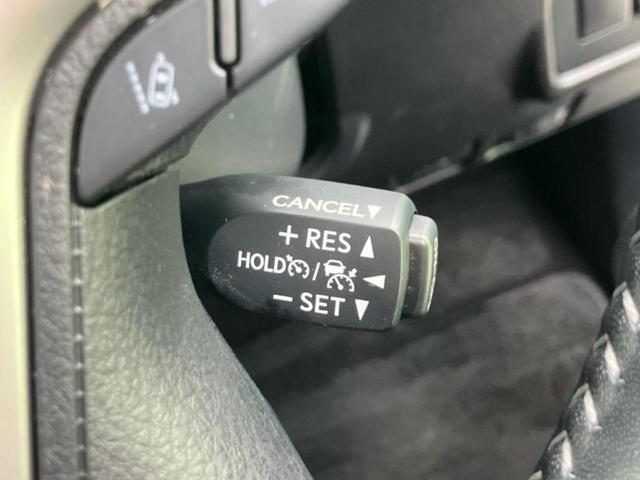 CANCEL▼
+ RES ▲
HOLD / ◀
− SET ▼